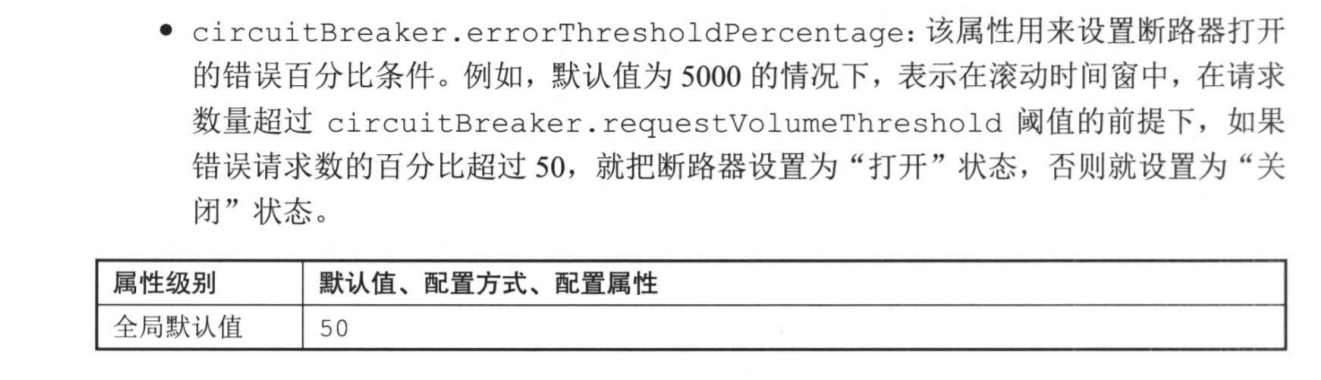 • circuitBreaker.errorThresholdPercentage: 该属性用来设置断路器打开
的错误百分比条件。例如，默认值为 5000 的情况下，表示在滚动时间窗中，在请求
数量超过 circuitBreaker.requestVolumeThreshold 阈值的前提下，如果
错误请求数的百分比超过 50，就把断路器设置为“打开”状态，否则就设置为“关
闭”状态。
属性级别 默认值、配置方式、配置属性
全局默认值 50